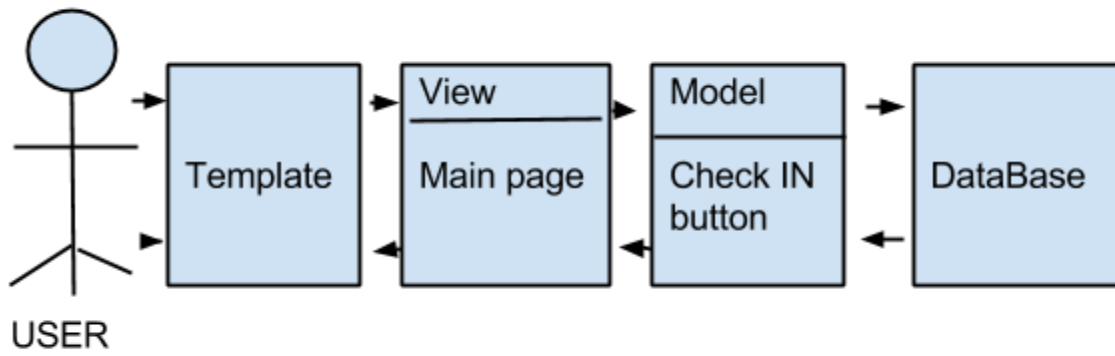 View
Model
Template
Main page
Check IN
button
DataBase
USER